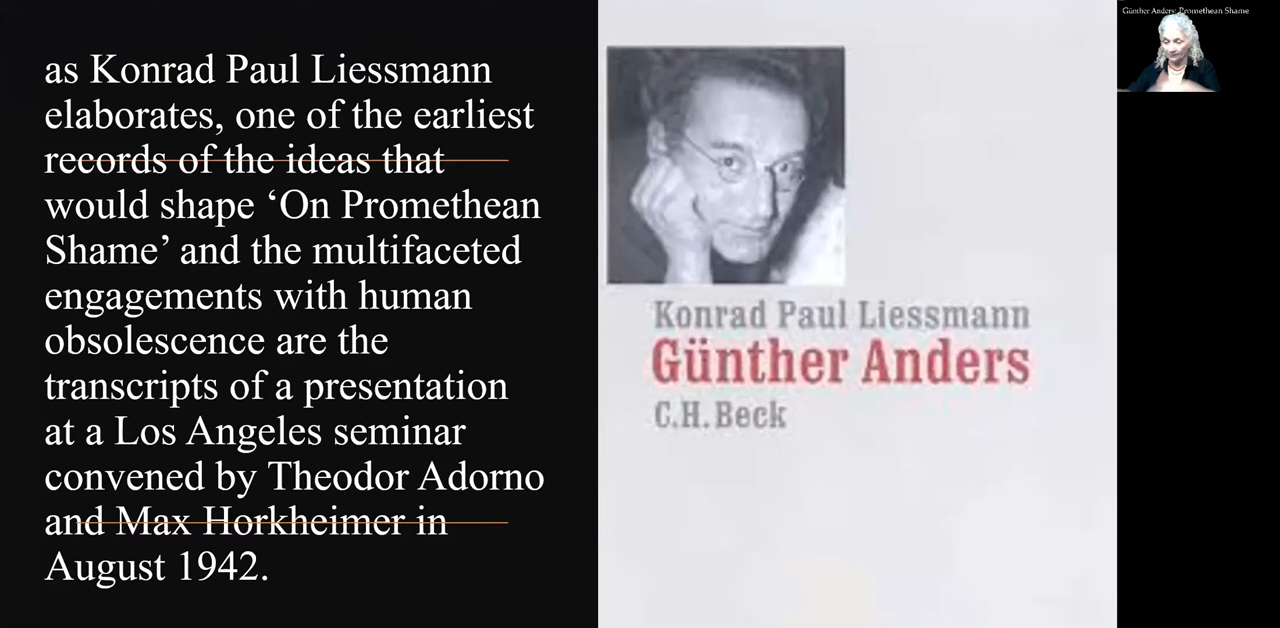 as Konrad Paul Liessmann
elaborates, one of the earliest
records of the ideas that
would shape ‘On Promethean
Shame’ and the multifaceted
engagements with human
obsolescence are the
transcripts of a presentation
at a Los Angeles seminar
convened by Theodor Adorno
and Max Horkheimer in
August 1942.
Konrad Paul Liessmann
Günther Anders
C.H.Beck
Günther Anders: Promethean Shame